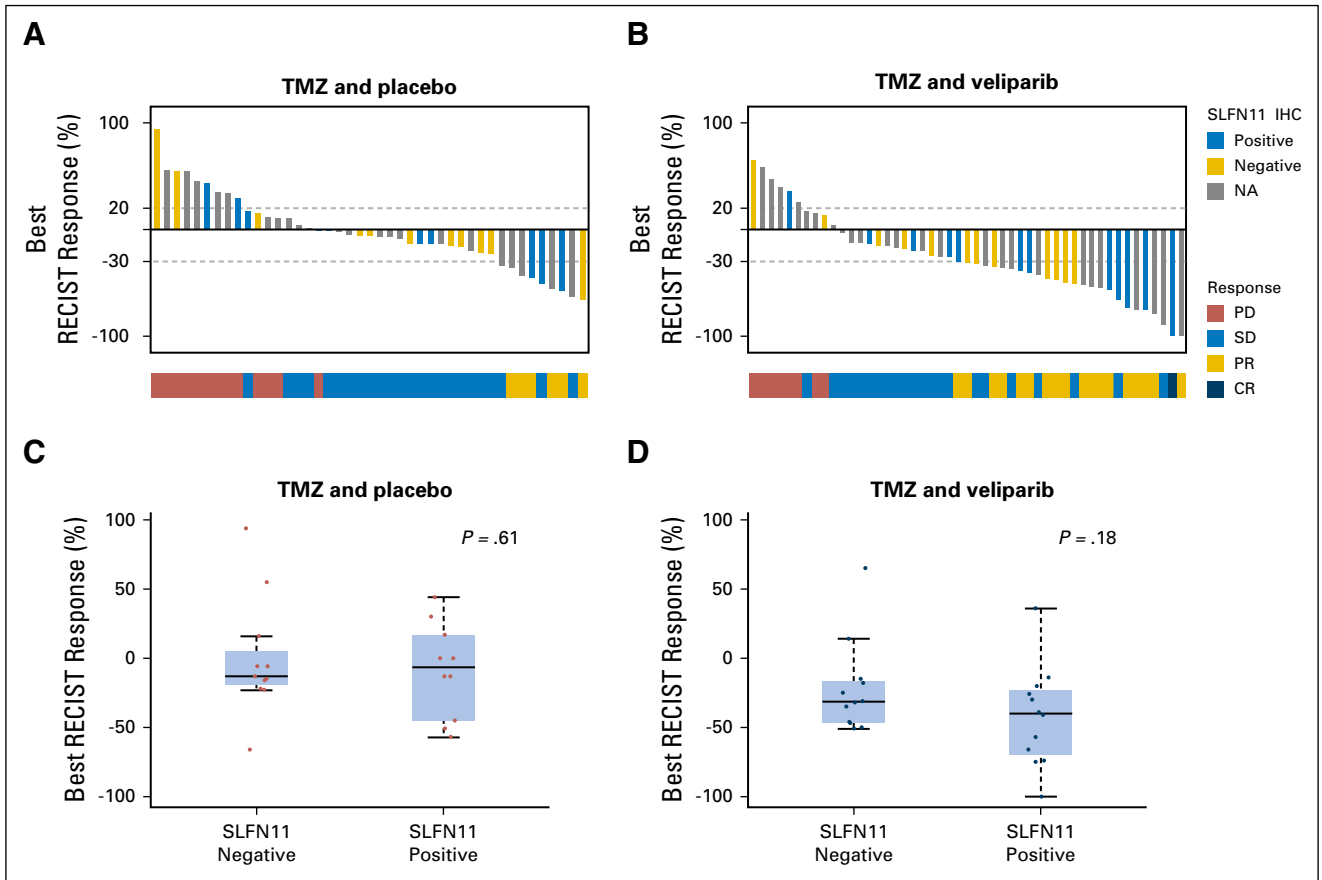 A
TMZ and placebo
Best
RECIST Response (%)
100
20
-30
-100
B
TMZ and veliparib
Best
RECIST Response (%)
100
20
-30
-100
SLFN11 IHC
Positive
Negative
NA
Response
PD
SD
PR
CR
C
TMZ and placebo
P = .61
Best RECIST Response (%)
100
50
0
-50
-100
SLFN11
Negative
SLFN11
Positive
D
TMZ and veliparib
P = .18
Best RECIST Response (%)
100
50
0
-50
-100
SLFN11
Negative
SLFN11
Positive